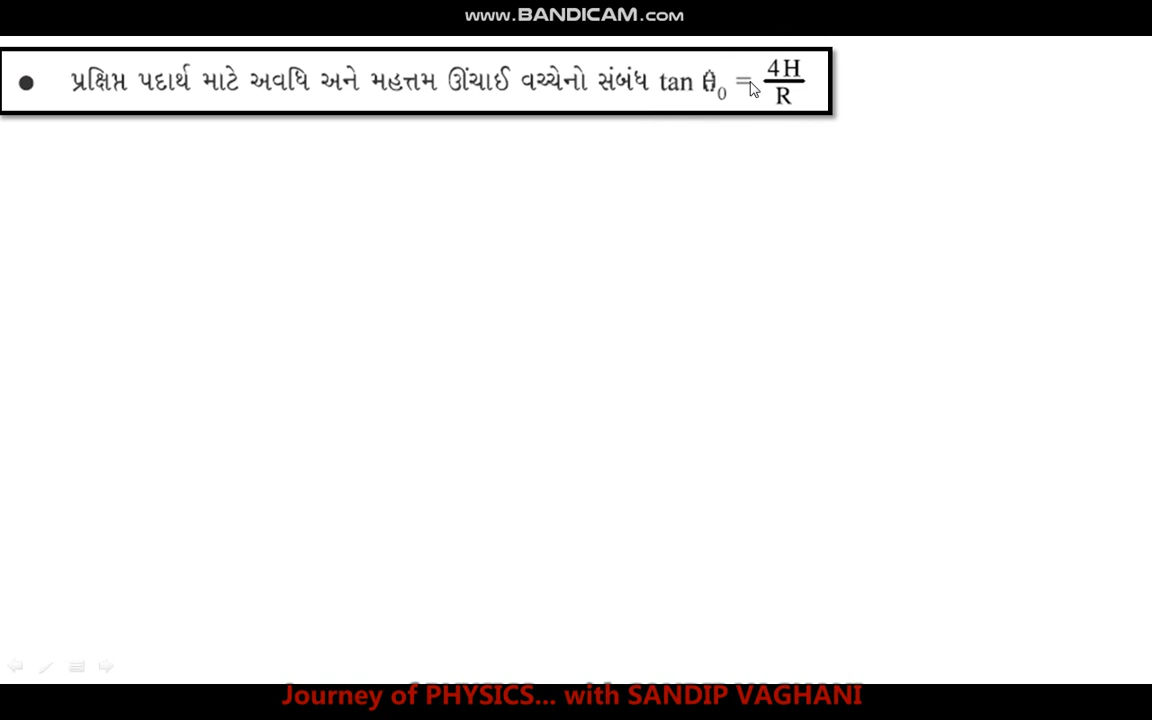 www.BANDICAM.com
● પ્રક્ષિપ્ત પદાર્થ માટે અવધિ અને મહત્તમ ઊંચાઈ વચ્ચેનો સંબંધ tan θ₀ = 4H/R
Journey of PHYSICS... with SANDIP VAGHANI